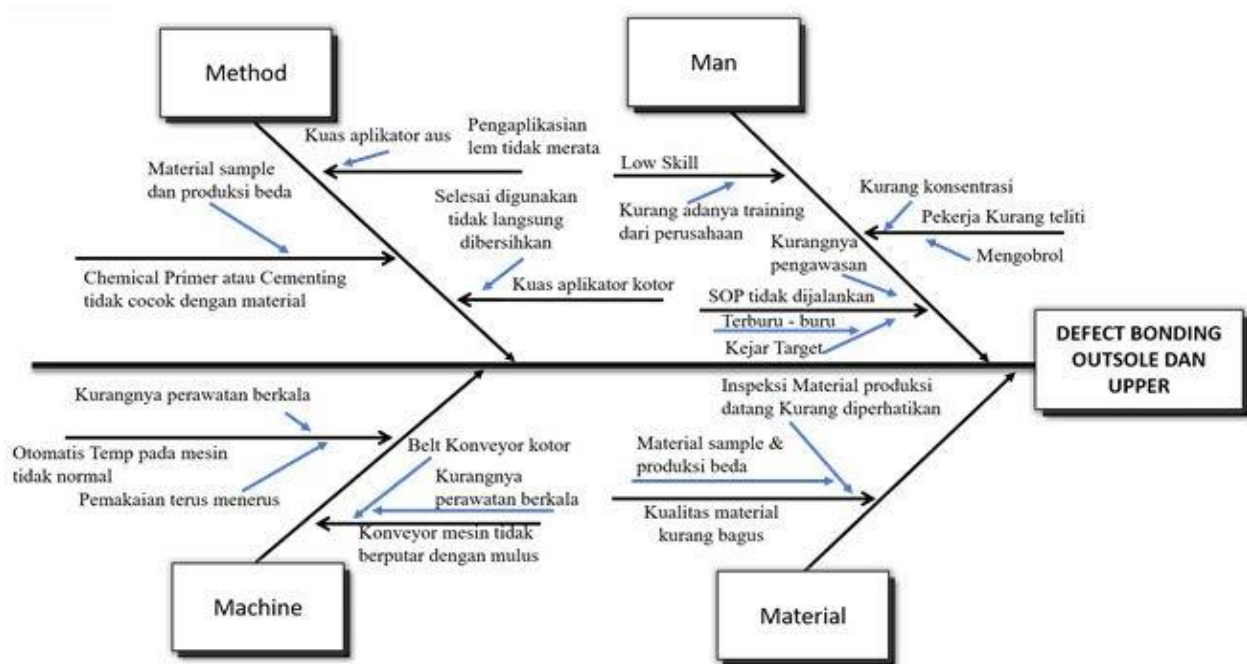 Method
Man
Kuas aplikator aus
Pengaplikasian
lem tidak merata
Material sample
dan produksi beda
Selesai digunakan
tidak langsung
dibersihkan
Chemical Primer atau Cementing
tidak cocok dengan material
Kuas aplikator kotor
Low Skill
Kurang adanya training
dari perusahaan
Kurang konsentrasi
Pekerja Kurang teliti
Mengobrol
Kurangnya
pengawasan
SOP tidak dijalankan
Terburu - buru
Kejar Target
DEFECT BONDING
OUTSOLE DAN
UPPER
Kurangnya perawatan berkala
Otomatis Temp pada mesin
tidak normal
Pemakaian terus menerus
Belt Konveyor kotor
Kurangnya
perawatan berkala
Konveyor mesin tidak
berputar dengan mulus
Inspeksi Material produksi
datang Kurang diperhatikan
Material sample &
produksi beda
Kualitas material
kurang bagus
Machine
Material